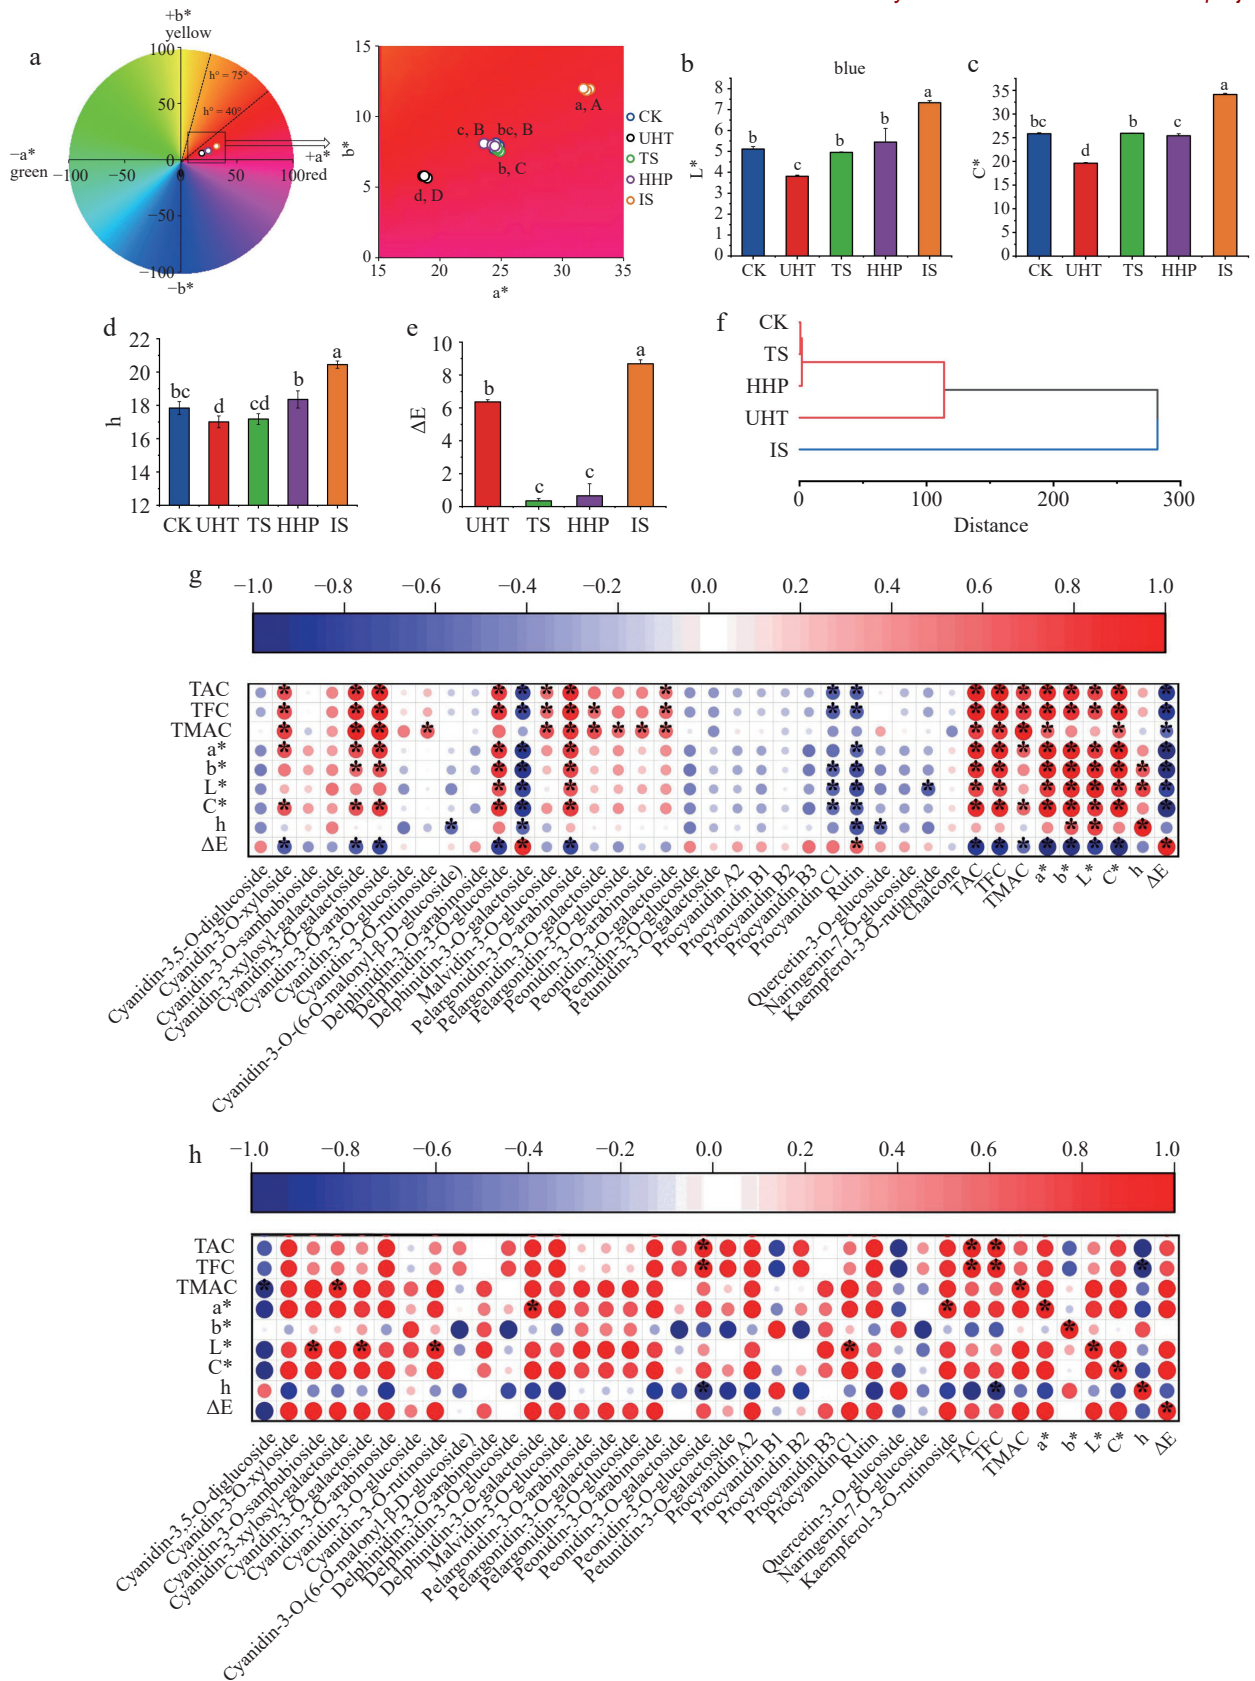 +b*
yellow
a
100
50
h° = 75°
h° = 40°
−a*
green
−100
−50
0
0
50
100
+a*
red
−50
−100
−b*
15
10
5
0
b*
15
20
25
30
35
a*
a, A
c, B
bc, B
b, C
d, D
CK
UHT
TS
HHP
IS
b
blue
L*
8
7
6
5
4
3
2
1
0
b
c
b
b
a
CK
UHT
TS
HHP
IS
c
C*
35
30
25
20
15
10
5
0
bc
d
b
c
a
CK
UHT
TS
HHP
IS
d
h
22
20
18
16
14
12
bc
d
cd
b
a
CK
UHT
TS
HHP
IS
e
ΔE
10
8
6
4
2
0
b
c
c
a
UHT
TS
HHP
IS
f
CK
TS
HHP
UHT
IS
0
100
200
300
Distance
g
−1.0
−0.8
−0.6
−0.4
−0.2
0.0
0.2
0.4
0.6
0.8
1.0
TAC
TFC
TMAC
a*
b*
L*
C*
h
ΔE
Cyanidin-3,5-O-diglucoside
Cyanidin-3-O-xyloside
Cyanidin-3-O-sambubioside
Cyanidin-3-xylosyl-galactoside
Cyanidin-3-O-galactoside
Cyanidin-3-O-arabinoside
Cyanidin-3-O-glucoside
Cyanidin-3-O-rutinoside
Cyanidin-3-O-(6-O-malonyl-β-D-glucoside)
Delphinidin-3-O-arabinoside
Delphinidin-3-O-glucoside
Delphinidin-3-O-galactoside
Malvidin-3-O-glucoside
Pelargonidin-3-O-arabinoside
Pelargonidin-3-O-galactoside
Pelargonidin-3-O-glucoside
Peonidin-3-O-arabinoside
Peonidin-3-O-galactoside
Peonidin-3-O-glucoside
Petunidin-3-O-galactoside
Procyanidin A2
Procyanidin B1
Procyanidin B2
Procyanidin B3
Procyanidin C1
Rutin
Quercetin-3-O-glucoside
Naringenin-7-O-glucoside
Kaempferol-3-O-rutinoside
Chalcone
TAC
TFC
TMAC
a*
b*
L*
C*
h
ΔE
h
−1.0
−0.8
−0.6
−0.4
−0.2
0.0
0.2
0.4
0.6
0.8
1.0
TAC
TFC
TMAC
a*
b*
L*
C*
h
ΔE
Cyanidin-3,5-O-diglucoside
Cyanidin-3-O-xyloside
Cyanidin-3-O-sambubioside
Cyanidin-3-xylosyl-galactoside
Cyanidin-3-O-galactoside
Cyanidin-3-O-arabinoside
Cyanidin-3-O-glucoside
Cyanidin-3-O-rutinoside
Cyanidin-3-O-(6-O-malonyl-β-D-glucoside)
Delphinidin-3-O-arabinoside
Delphinidin-3-O-glucoside
Delphinidin-3-O-galactoside
Malvidin-3-O-glucoside
Pelargonidin-3-O-arabinoside
Pelargonidin-3-O-galactoside
Pelargonidin-3-O-glucoside
Peonidin-3-O-arabinoside
Peonidin-3-O-galactoside
Peonidin-3-O-glucoside
Petunidin-3-O-galactoside
Procyanidin A2
Procyanidin B1
Procyanidin B2
Procyanidin B3
Procyanidin C1
Rutin
Quercetin-3-O-glucoside
Naringenin-7-O-glucoside
Kaempferol-3-O-rutinoside
TAC
TFC
TMAC
a*
b*
L*
C*
h
ΔE